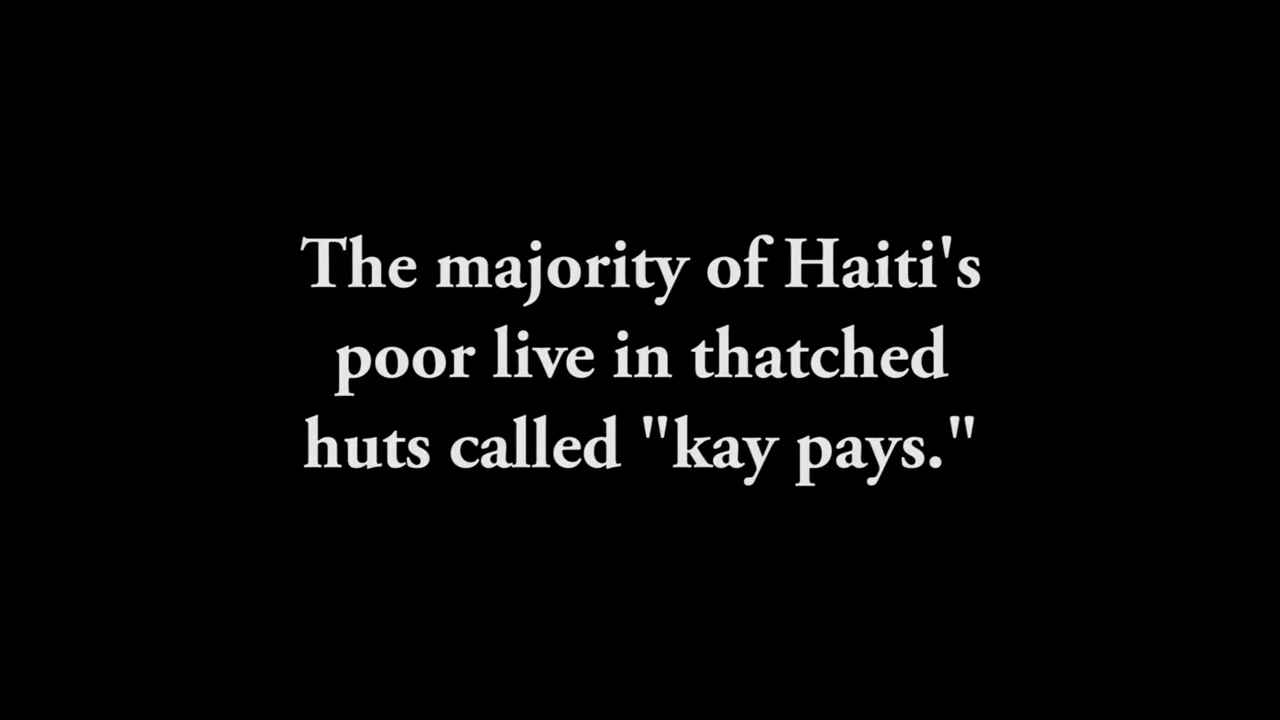 The majority of Haiti's
poor live in thatched
huts called "kay pays."